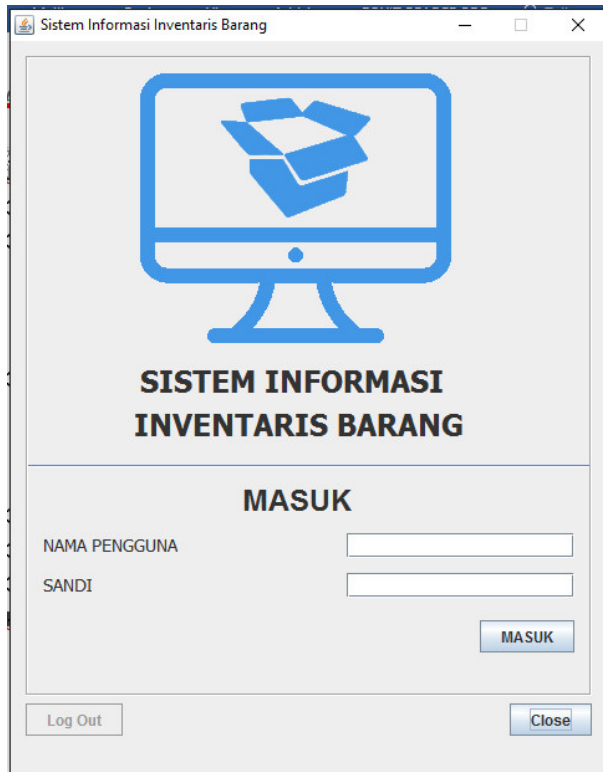 Sistem Informasi Inventaris Barang
SISTEM INFORMASI
INVENTARIS BARANG
MASUK
NAMA PENGGUNA
SANDI
MASUK
Log Out
Close